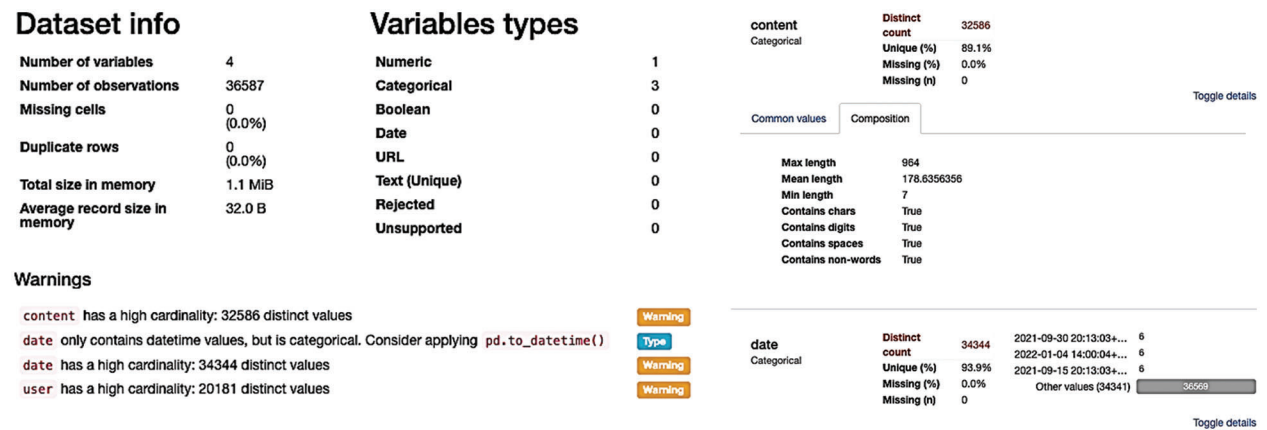 Dataset info
Number of variables 4
Number of observations 36587
Missing cells 0
(0.0%)
Duplicate rows 0
(0.0%)
Total size in memory 1.1 MiB
Average record size in 32.0 B
memory
Variables types
Numeric 1
Categorical 3
Boolean 0
Date 0
URL 0
Text (Unique) 0
Rejected 0
Unsupported 0
Warnings
content has a high cardinality: 32586 distinct values Warning
date only contains datetime values, but is categorical. Consider applying pd.to_datetime() Type
date has a high cardinality: 34344 distinct values Warning
user has a high cardinality: 20181 distinct values Warning
content
Categorical
Distinct
count 32586
Unique (%) 89.1%
Missing (%) 0.0%
Missing (n) 0
Toggle details
Common values Composition
Max length 964
Mean length 178.6356356
Min length 7
Contains chars True
Contains digits True
Contains spaces True
Contains non-words True
date
Categorical
Distinct
count 34344
Unique (%) 93.9%
Missing (%) 0.0%
Missing (n) 0
2021-09-30 20:13:03+... 6
2022-01-04 14:00:04+... 6
2021-09-15 20:13:03+... 6
Other values (34341) 36569
Toggle details